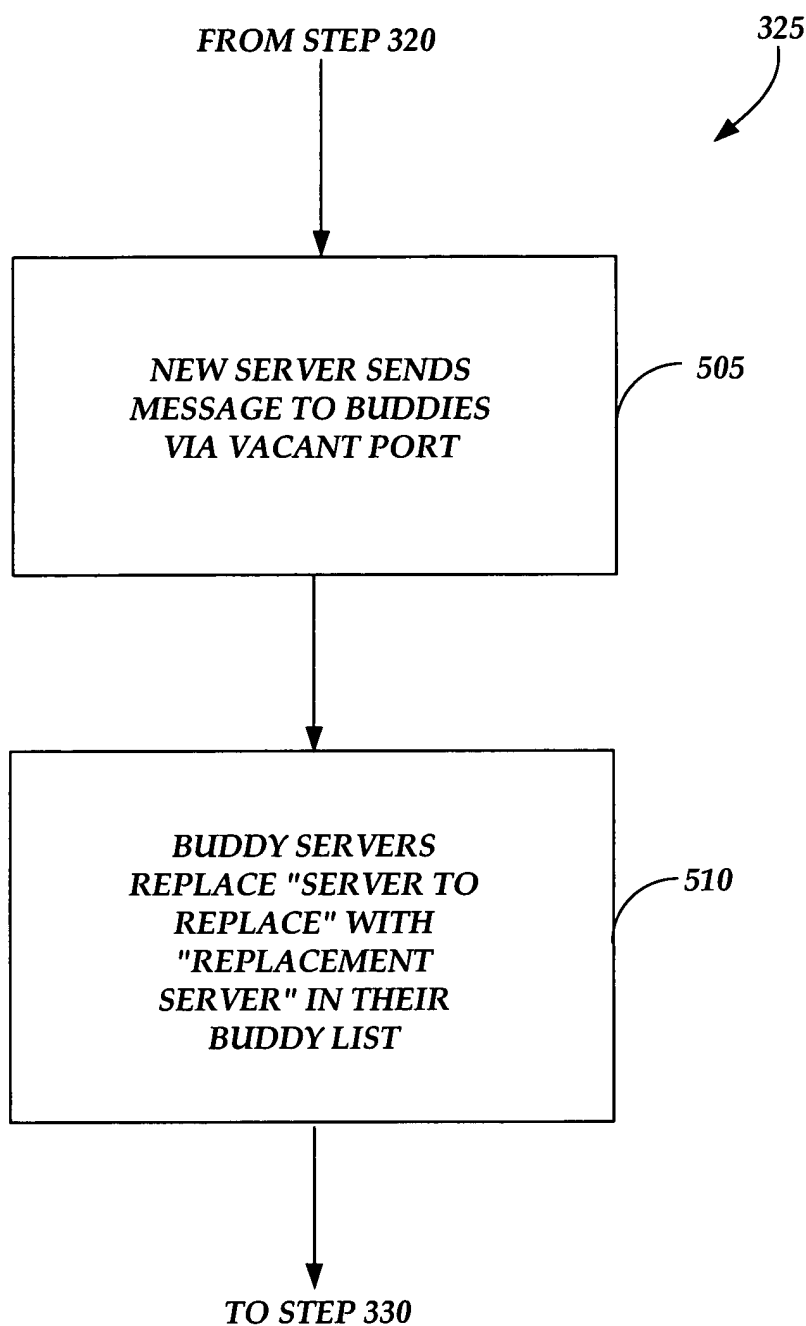 FROM STEP 320
325
NEW SERVER SENDS
MESSAGE TO BUDDIES
VIA VACANT PORT
505
BUDDY SERVERS
REPLACE "SERVER TO
REPLACE" WITH
"REPLACEMENT
SERVER" IN THEIR
BUDDY LIST
510
TO STEP 330